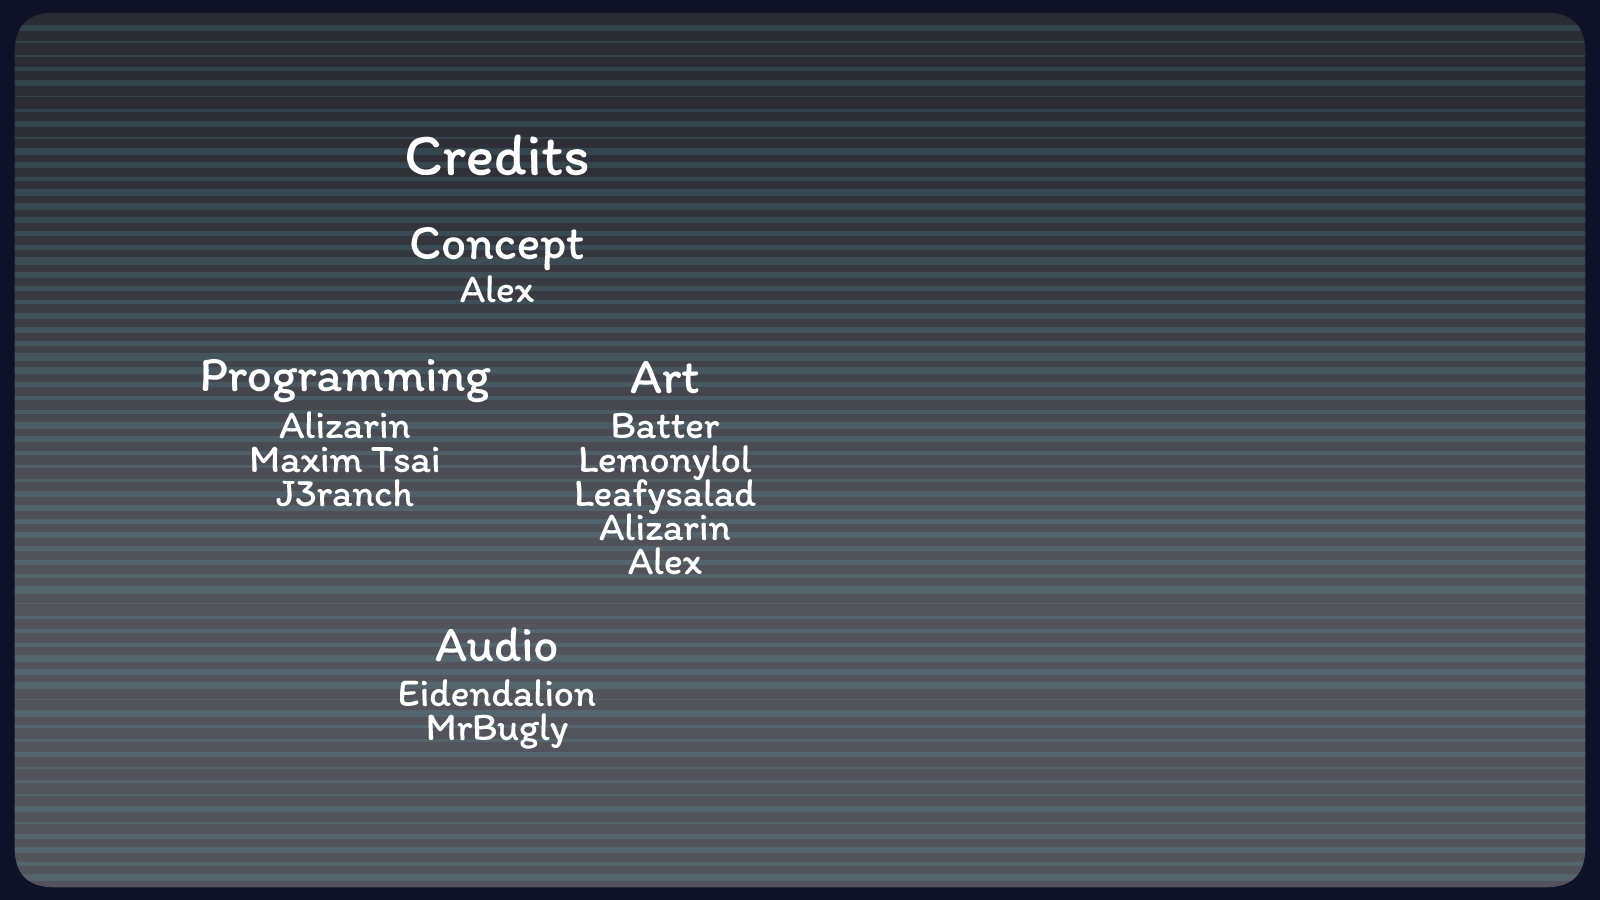 Credits
Concept
Alex
Programming
Alizarin
Maxim Tsai
J3ranch
Art
Batter
Lemonylol
Leafysalad
Alizarin
Alex
Audio
Eidendalion
MrBugly